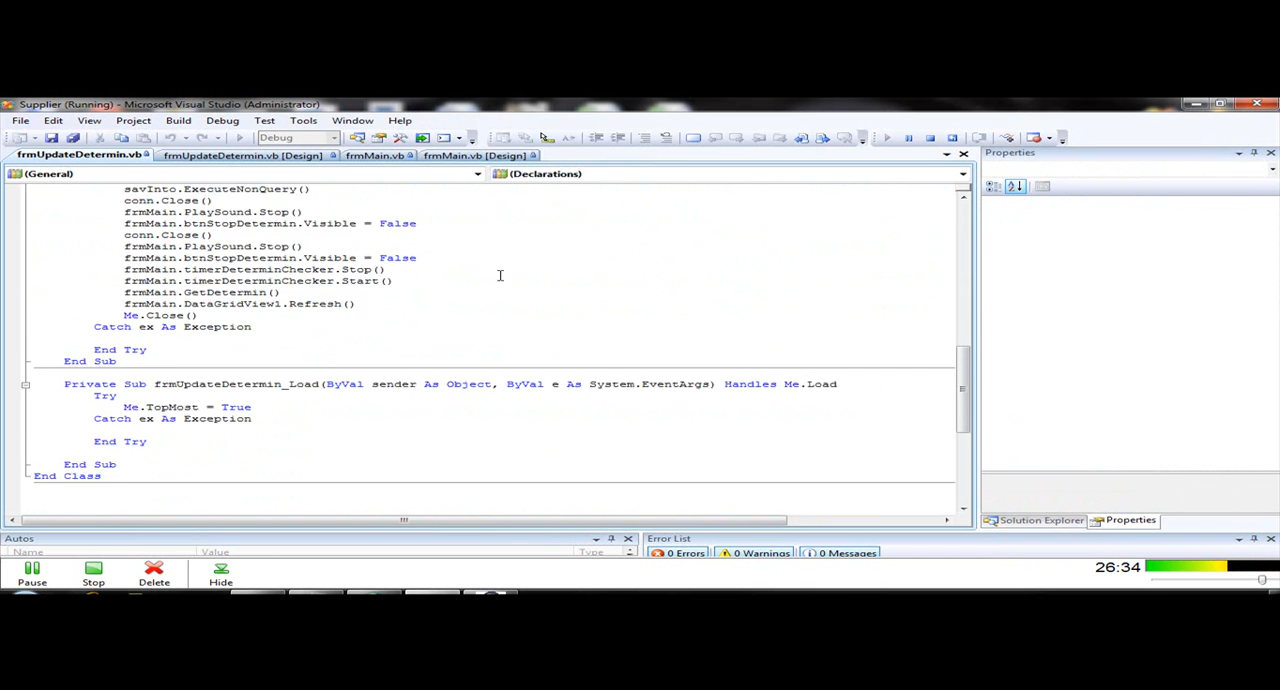 Supplier (Running) - Microsoft Visual Studio (Administrator)
File Edit View Project Build Debug Test Tools Window Help
Debug
frmUpdateDetermin.vb frmUpdateDetermin.vb [Design] frmMain.vb frmMain.vb [Design]
Properties
(General) (Declarations)
savInto.ExecuteNonQuery()
conn.Close()
frmMain.PlaySound.Stop()
frmMain.btnStopDetermin.Visible = False
conn.Close()
frmMain.PlaySound.Stop()
frmMain.btnStopDetermin.Visible = False
frmMain.timerDeterminChecker.Stop()
frmMain.timerDeterminChecker.Start()
frmMain.GetDetermin()
frmMain.DataGridView1.Refresh()
Me.Close()
Catch ex As Exception
End Try
End Sub
Private Sub frmUpdateDetermin_Load(ByVal sender As Object, ByVal e As System.EventArgs) Handles Me.Load
Try
Me.TopMost = True
Catch ex As Exception
End Try
End Sub
End Class
Solution Explorer Properties
Autos
Error List
Name Value Type
0 Errors 0 Warnings 0 Messages
Pause Stop Delete Hide
26:34